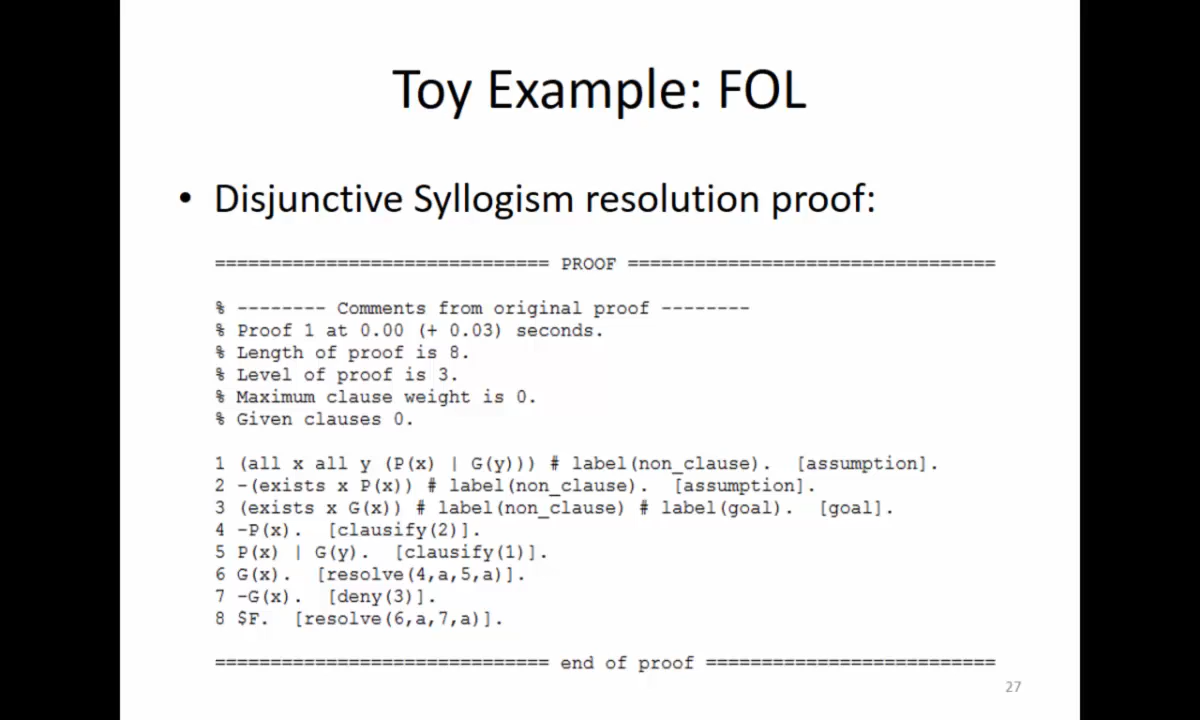 Toy Example: FOL
• Disjunctive Syllogism resolution proof:
============================== PROOF =================================
% -------- Comments from original proof --------
% Proof 1 at 0.00 (+ 0.03) seconds.
% Length of proof is 8.
% Level of proof is 3.
% Maximum clause weight is 0.
% Given clauses 0.
1 (all x all y (P(x) | G(y))) # label(non_clause).  [assumption].
2 -(exists x P(x)) # label(non_clause).  [assumption].
3 (exists x G(x)) # label(non_clause) # label(goal).  [goal].
4 -P(x).  [clausify(2)].
5 P(x) | G(y).  [clausify(1)].
6 G(x).  [resolve(4,a,5,a)].
7 -G(x).  [deny(3)].
8 $F.  [resolve(6,a,7,a)].
============================== end of proof ==========================
27